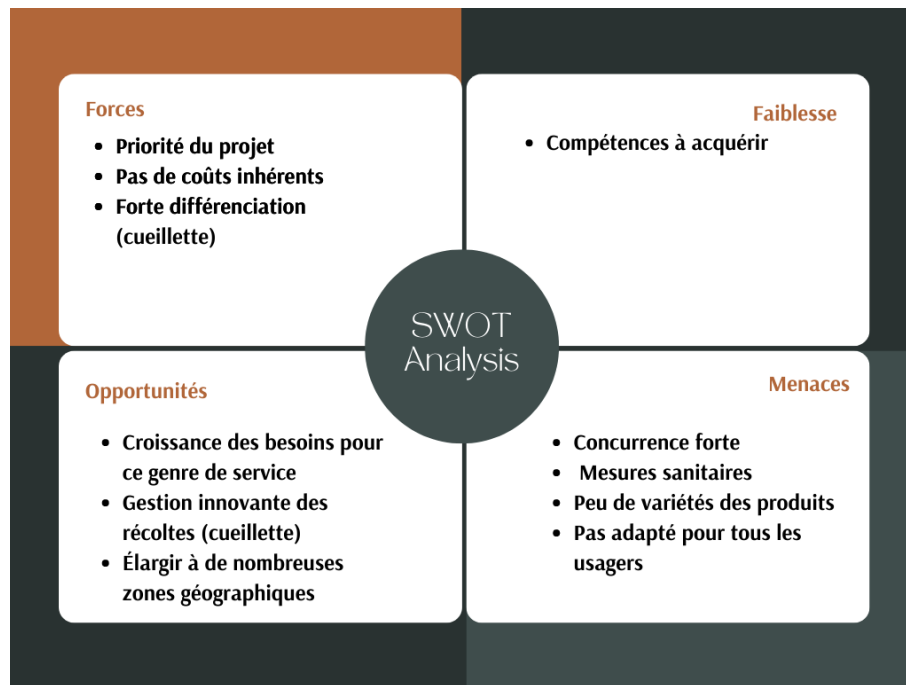 Forces
• Priorité du projet
• Pas de coûts inhérents
• Forte différenciation
(cueillette)
Faiblesse
• Compétences à acquérir
SWOT
Analysis
Opportunités
• Croissance des besoins pour
ce genre de service
• Gestion innovante des
récoltes (cueillette)
• Élargir à de nombreuses
zones géographiques
Menaces
• Concurrence forte
• Mesures sanitaires
• Peu de variétés des produits
• Pas adapté pour tous les
usagers